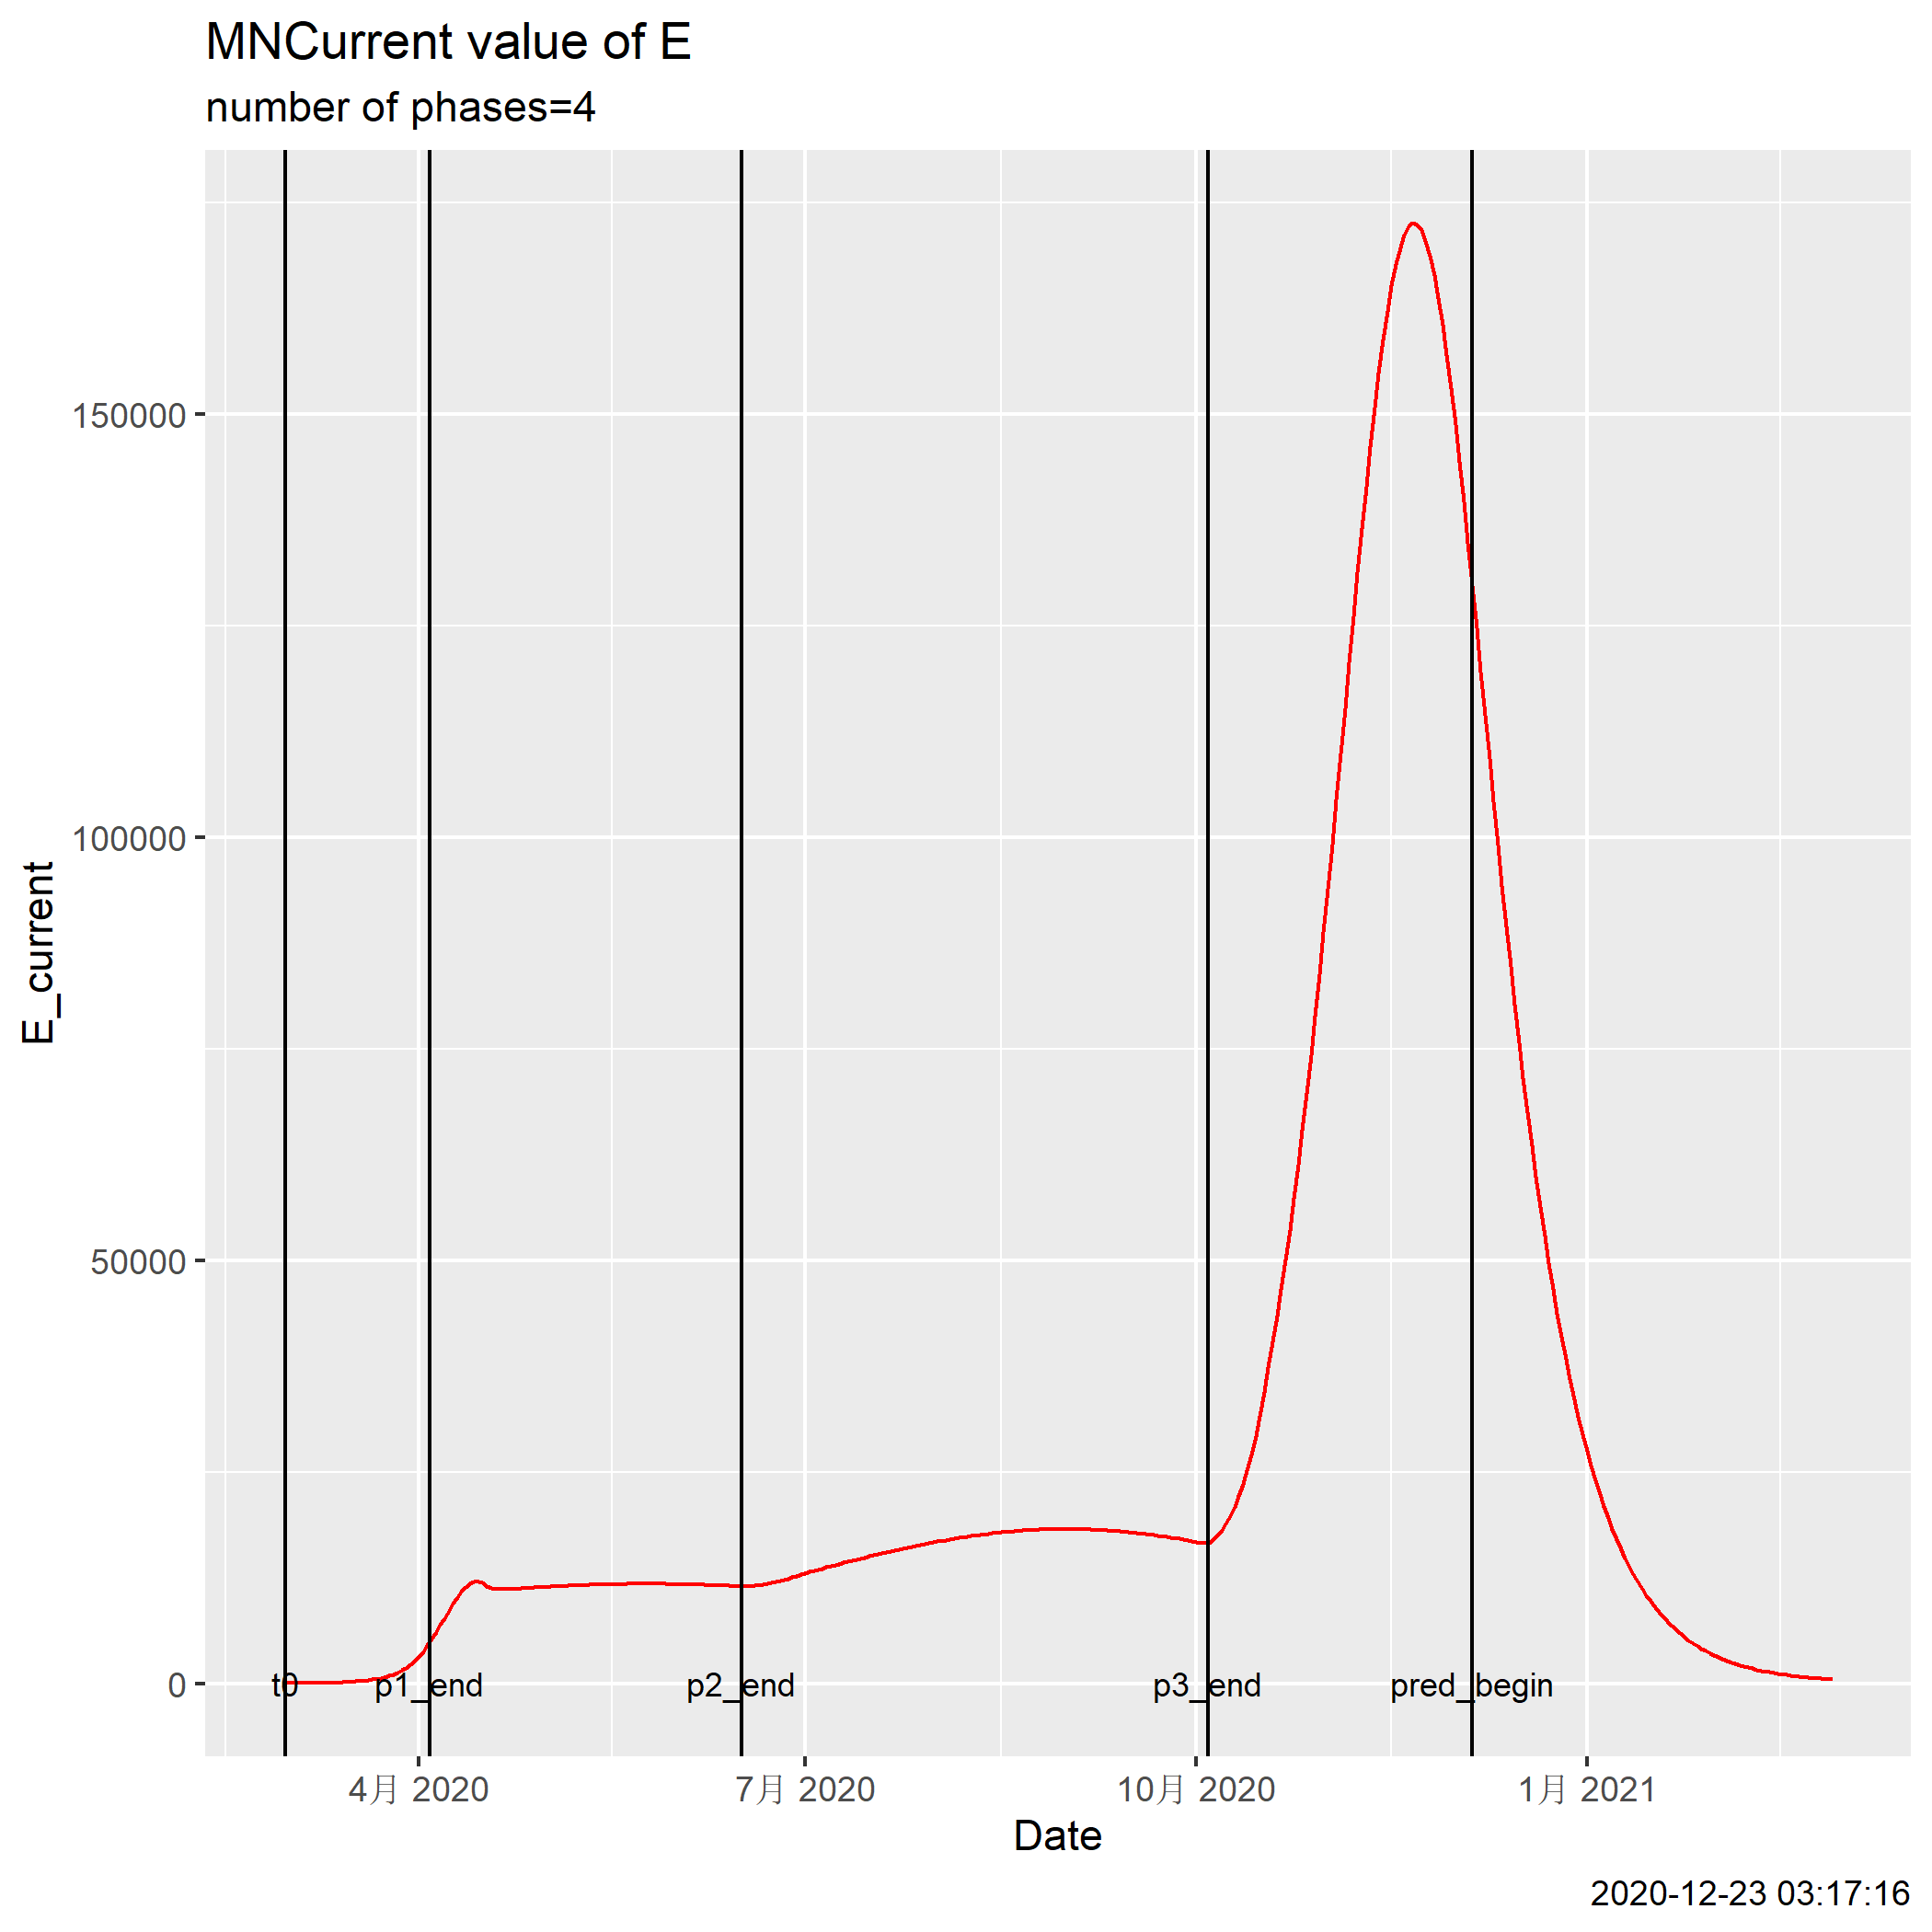 MNCurrent value of E
number of phases=4
150000
100000
50000
0
E_current
t0
p1_end
p2_end
p3_end
pred_begin
4月 2020
7月 2020
10月 2020
1月 2021
Date
2020-12-23 03:17:16